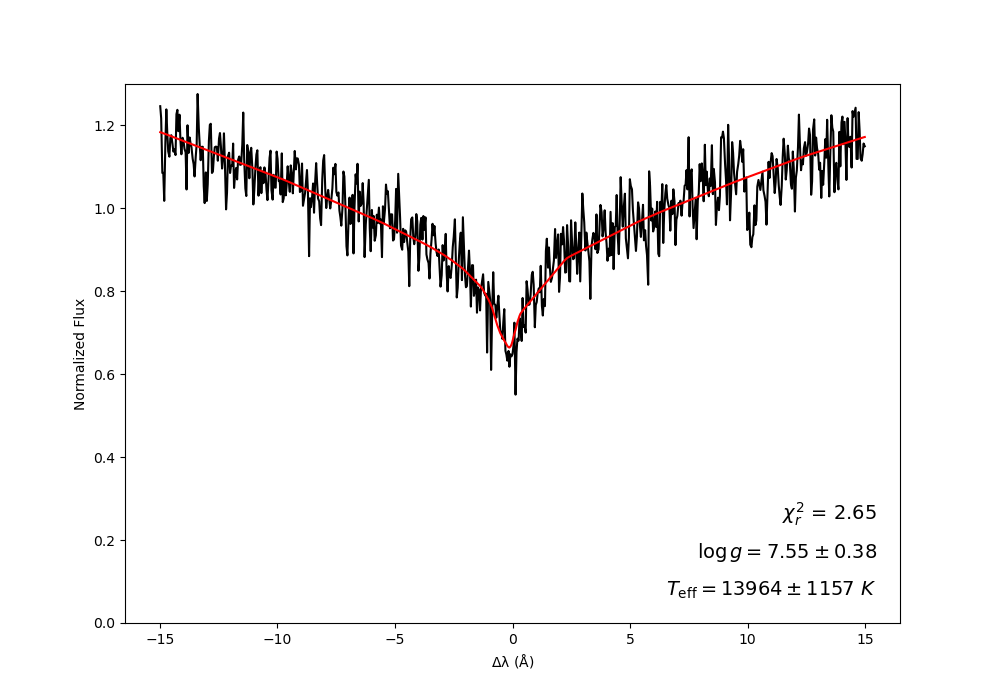 1.2
1.0
0.8
0.6
0.4
0.2
0.0
Normalized Flux
χ²ᵣ = 2.65
log g = 7.55 ± 0.38
T_eff = 13964 ± 1157 K
−15 −10 −5 0 5 10 15
Δλ (Å)